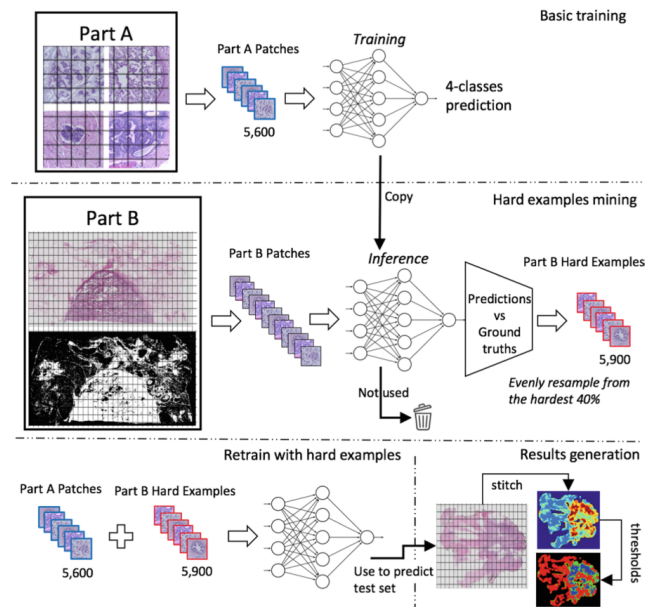 Basic training
Part A
Part A Patches
5,600
Training
4-classes
prediction
Copy
Hard examples mining
Part B
Part B Patches
Inference
Predictions
vs
Ground
truths
Part B Hard Examples
5,900
Evenly resample from
the hardest 40%
Not used
Retrain with hard examples
Part A Patches
Part B Hard Examples
5,600
5,900
Use to predict
test set
Results generation
stitch
thresholds